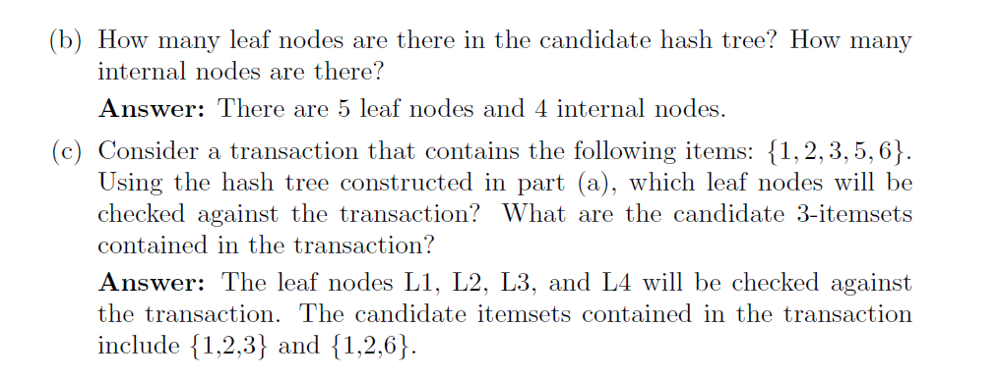 (b) How many leaf nodes are there in the candidate hash tree? How many
internal nodes are there?
Answer: There are 5 leaf nodes and 4 internal nodes.
(c) Consider a transaction that contains the following items: {1, 2, 3, 5, 6}.
Using the hash tree constructed in part (a), which leaf nodes will be
checked against the transaction? What are the candidate 3-itemsets
contained in the transaction?
Answer: The leaf nodes L1, L2, L3, and L4 will be checked against
the transaction. The candidate itemsets contained in the transaction
include {1,2,3} and {1,2,6}.